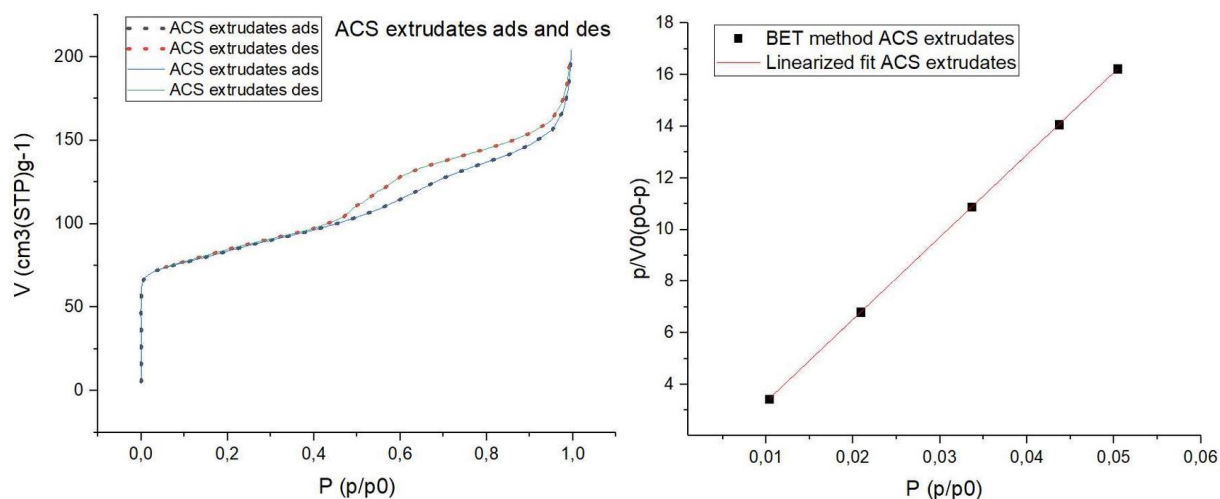 ACS extrudates ads
ACS extrudates des
ACS extrudates ads
ACS extrudates des
ACS extrudates ads and des
V (cm3(STP)g-1)
200
150
100
50
0
0,0 0,2 0,4 0,6 0,8 1,0
P (p/p0)
BET method ACS extrudates
Linearized fit ACS extrudates
p/V0(p0-p)
18
16
14
12
10
8
6
4
0,01 0,02 0,03 0,04 0,05 0,06
P (p/p0)